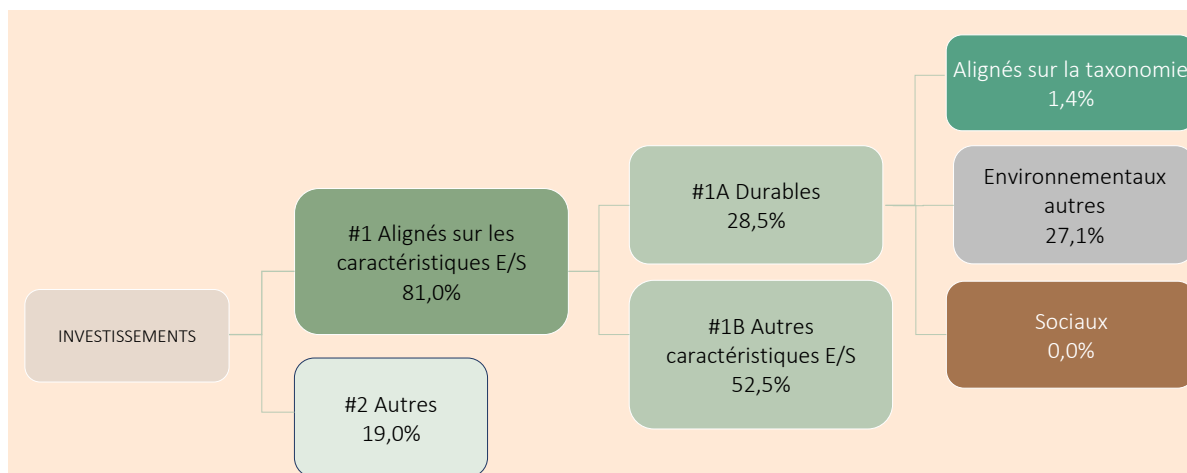 INVESTISSEMENTS
#1 Alignés sur les
caractéristiques E/S
81,0%
#2 Autres
19,0%
#1A Durables
28,5%
#1B Autres
caractéristiques E/S
52,5%
Alignés sur la taxonomie
1,4%
Environnementaux
autres
27,1%
Sociaux
0,0%